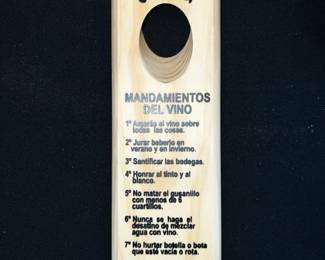 MANDAMIENTOS
DEL VINO
1º Amarás el vino sobre
todas las cosas.
2º Jurar beberlo en
verano y en invierno.
3º Santificar las bodegas.
4º Honrar al tinto y al
blanco.
5º No matar el gusanillo
con menos de 6
cuartillos.
6º Nunca se haga el
desatino de mezclar
agua con vino.
7º No hurtar botella o bota
que esté vacía o rota.